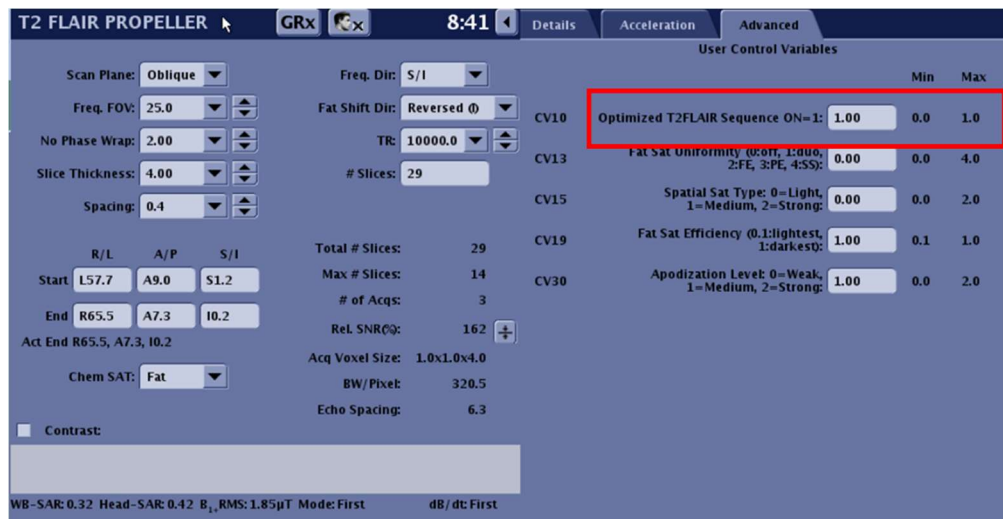 T2 FLAIR PROPELLER GRx x 8:41
Details Acceleration Advanced
User Control Variables
Min Max
Scan Plane: Oblique
Freq. FOV: 25.0
No Phase Wrap: 2.00
Slice Thickness: 4.00
Spacing: 0.4
Freq. Dir: S/I
Fat Shift Dir: Reversed (I)
TR: 10000.0
# Slices: 29
R/L A/P S/I
Start L57.7 A9.0 S1.2
End R65.5 A7.3 I0.2
Act End R65.5, A7.3, I0.2
Chem SAT: Fat
Total # Slices: 29
Max # Slices: 14
# of Acqs: 3
Rel. SNR(%): 162
Acq Voxel Size: 1.0x1.0x4.0
BW/Pixel: 320.5
Echo Spacing: 6.3
Contrast:
WB-SAR: 0.32 Head-SAR: 0.42 B1+RMS: 1.85µT Mode: First dB/dt: First
CV10 Optimized T2FLAIR Sequence ON=1: 1.00 0.0 1.0
CV13 Fat Sat Uniformity (0:off, 1:duo,
2:FE, 3:PE, 4:SS): 0.00 0.0 4.0
CV15 Spatial Sat Type: 0=Light,
1=Medium, 2=Strong: 0.00 0.0 2.0
CV19 Fat Sat Efficiency (0.1:lightest,
1:darkest): 1.00 0.1 1.0
CV30 Apodization Level: 0=Weak,
1=Medium, 2=Strong: 1.00 0.0 2.0